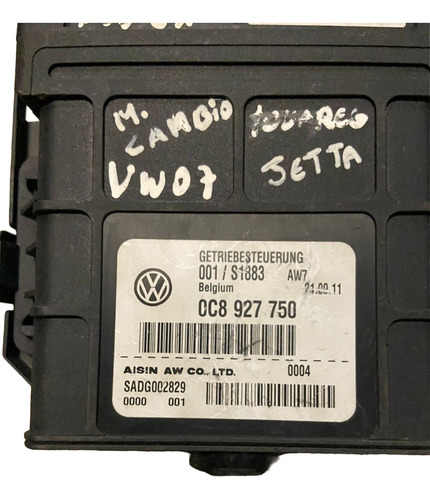 M.
CAMBIO
VW07
JETTA
GETRIEBESTEUERUNG
001 / S1883 AW7
Belgium 21.09.11
0C8 927 750
AISIN AW CO., LTD. 0004
SADG002829
0000 001